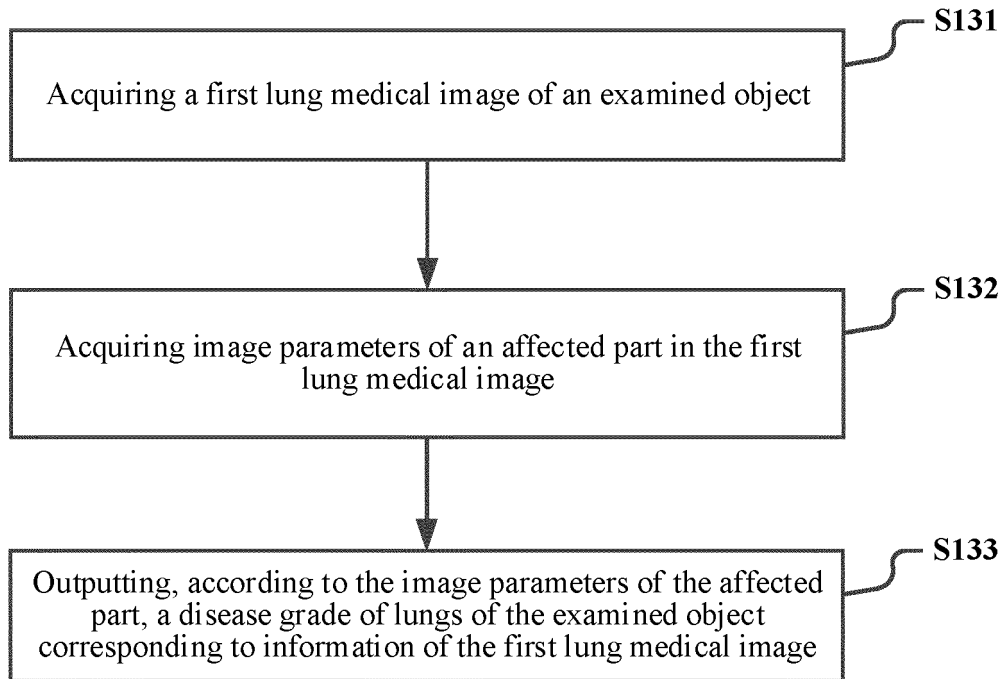 S131
Acquiring a first lung medical image of an examined object
S132
Acquiring image parameters of an affected part in the first
lung medical image
S133
Outputting, according to the image parameters of the affected
part, a disease grade of lungs of the examined object
corresponding to information of the first lung medical image